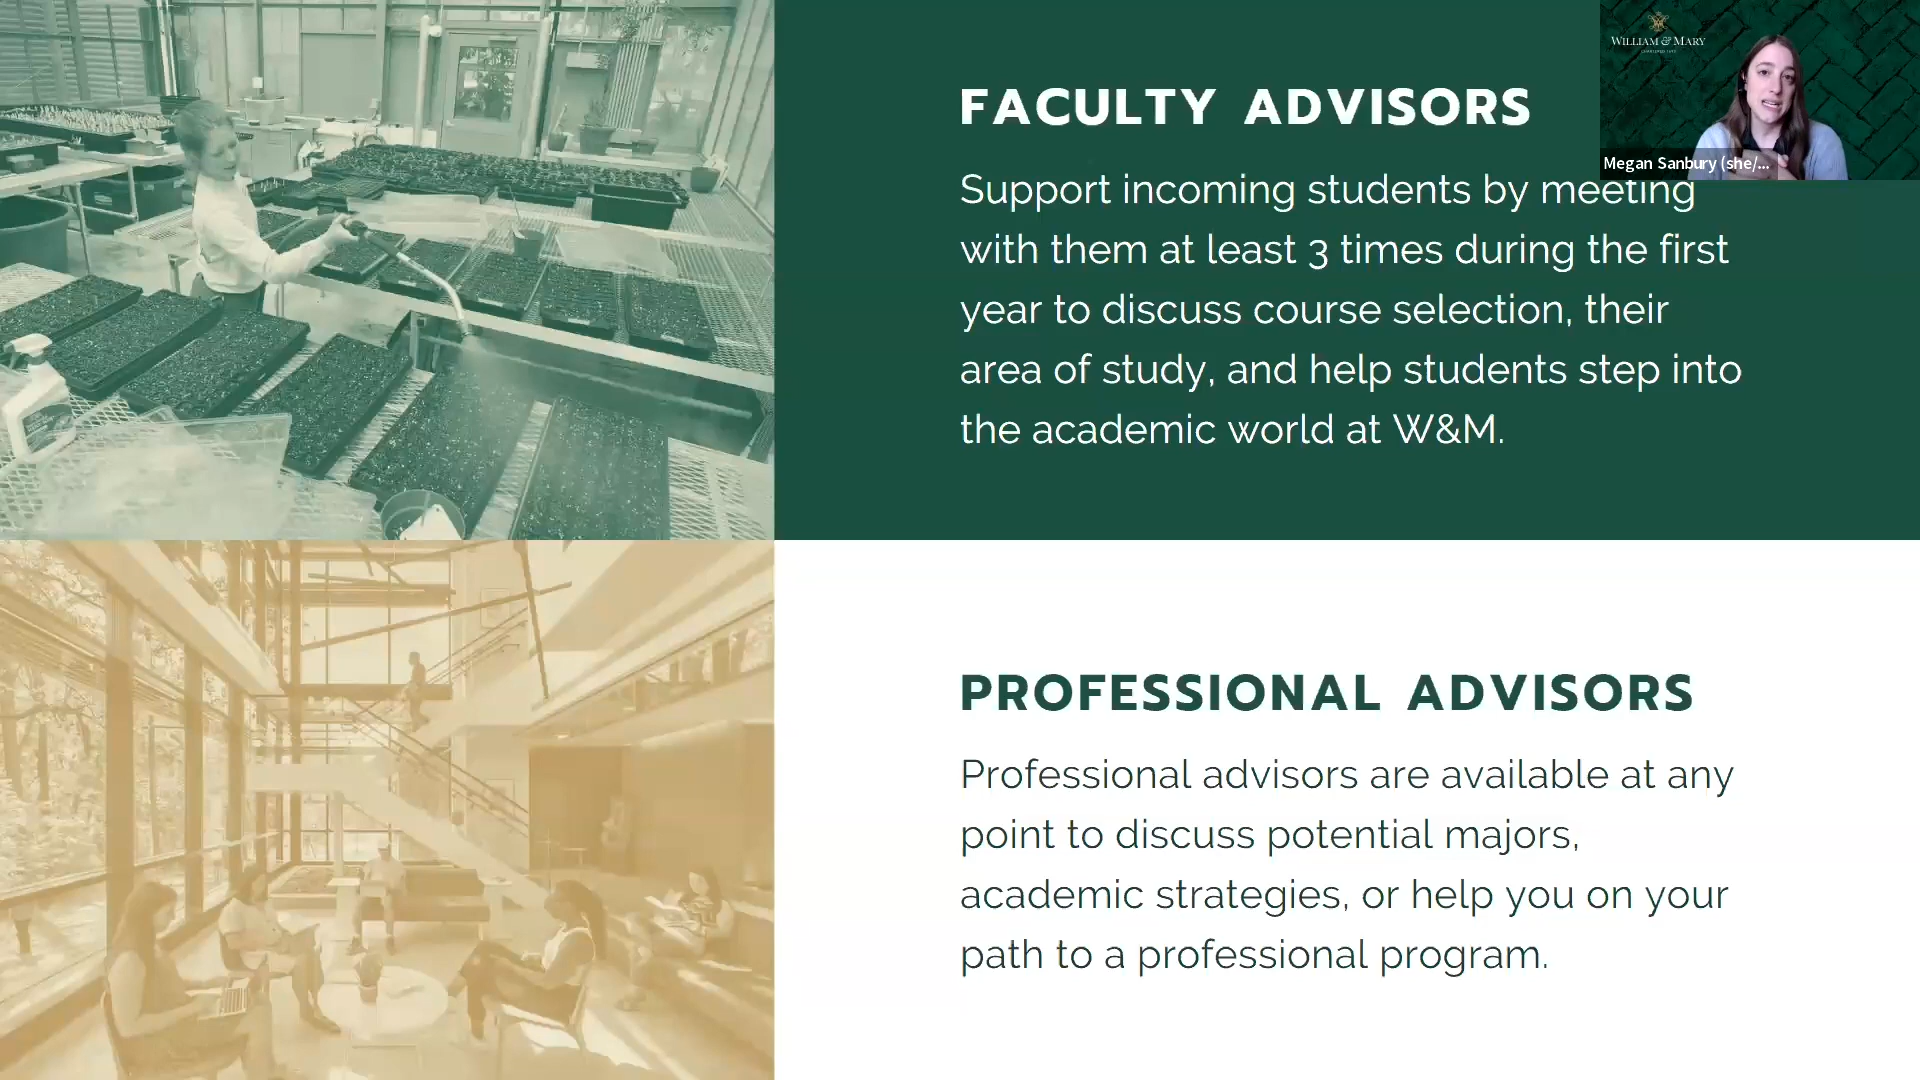 FACULTY ADVISORS
Support incoming students by meeting
with them at least 3 times during the first
year to discuss course selection, their
area of study, and help students step into
the academic world at W&M.
WILLIAM & MARY
Megan Sanbury (she/...
PROFESSIONAL ADVISORS
Professional advisors are available at any
point to discuss potential majors,
academic strategies, or help you on your
path to a professional program.